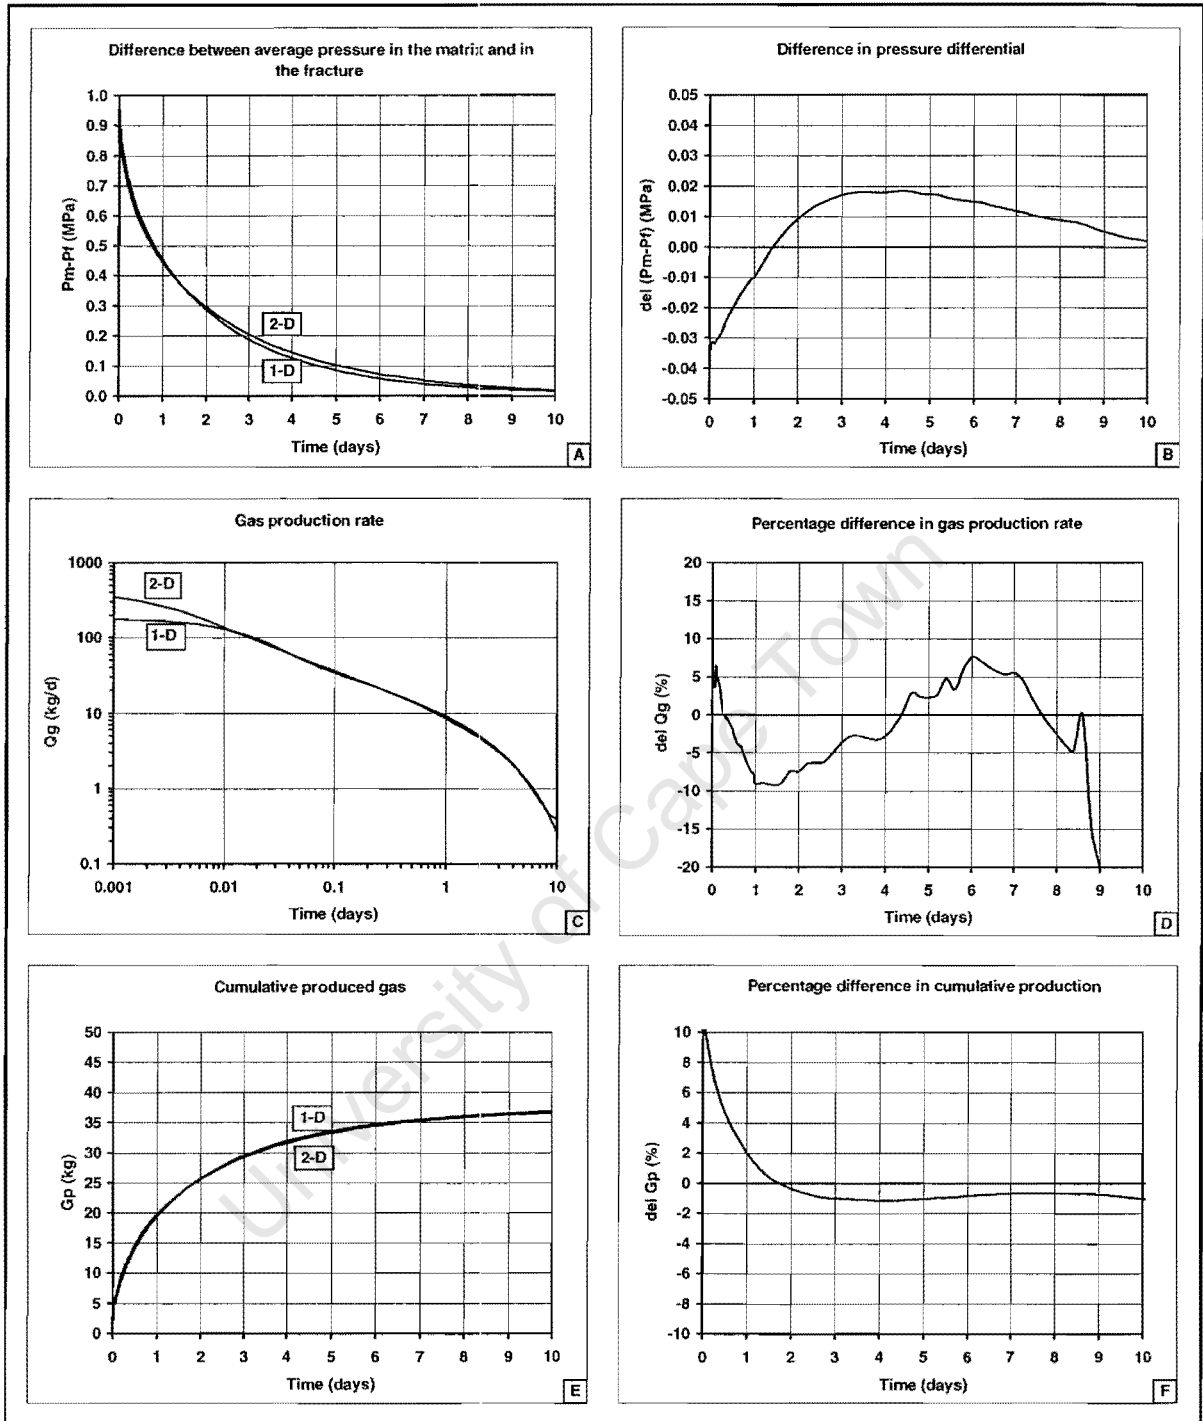 Difference between average pressure in the matrix and in
the fracture
Pm-Pf (MPa)
1.0
0.9
0.8
0.7
0.6
0.5
0.4
0.3
0.2
0.1
0.0
2-D
1-D
0 1 2 3 4 5 6 7 8 9 10
Time (days)
A
Difference in pressure differential
del (Pm-Pf) (MPa)
0.05
0.04
0.03
0.02
0.01
0.00
-0.01
-0.02
-0.03
-0.04
-0.05
0 1 2 3 4 5 6 7 8 9 10
Time (days)
B
Gas production rate
Qg (kg/d)
1000
100
10
1
0.1
2-D
1-D
0.001 0.01 0.1 1 10
Time (days)
C
Percentage difference in gas production rate
del Qg (%)
20
15
10
5
0
-5
-10
-15
-20
0 1 2 3 4 5 6 7 8 9 10
Time (days)
D
Cumulative produced gas
Gp (kg)
50
45
40
35
30
25
20
15
10
5
0
1-D
2-D
0 1 2 3 4 5 6 7 8 9 10
Time (days)
E
Percentage difference in cumulative production
del Gp (%)
10
8
6
4
2
0
-2
-4
-6
-8
-10
0 1 2 3 4 5 6 7 8 9 10
Time (days)
F
University of Cape Town